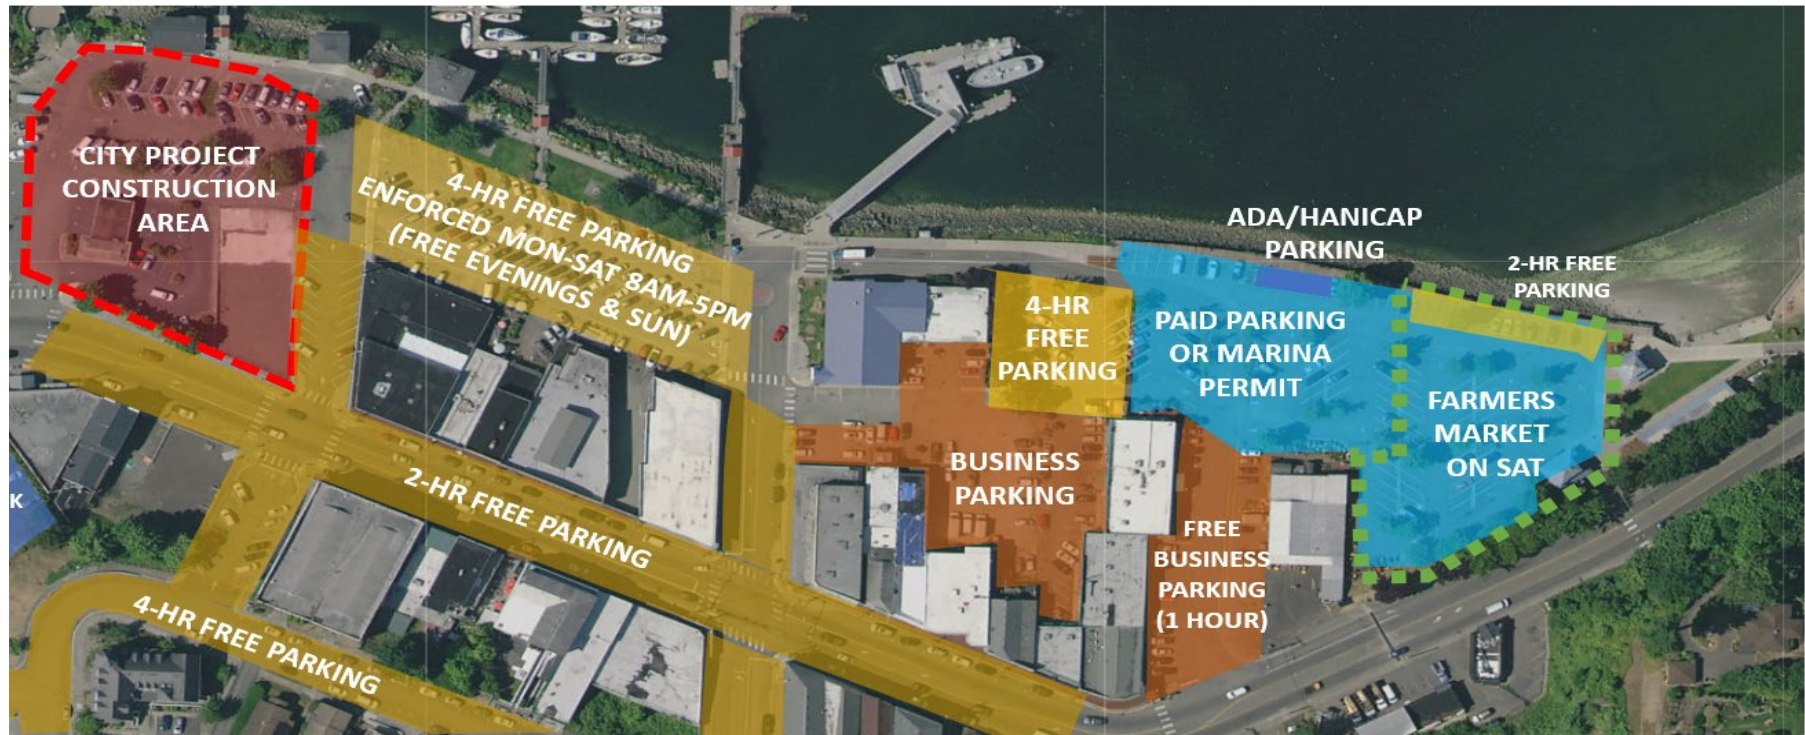 CITY PROJECT
CONSTRUCTION
AREA
4-HR FREE PARKING
ENFORCED MON-SAT 8AM-5PM
(FREE EVENINGS & SUN)
ADA/HANICAP
PARKING
2-HR FREE
PARKING
4-HR
FREE
PARKING
PAID PARKING
OR MARINA
PERMIT
FARMERS
MARKET
ON SAT
BUSINESS
PARKING
2-HR FREE PARKING
FREE
BUSINESS
PARKING
(1 HOUR)
K
4-HR FREE PARKING